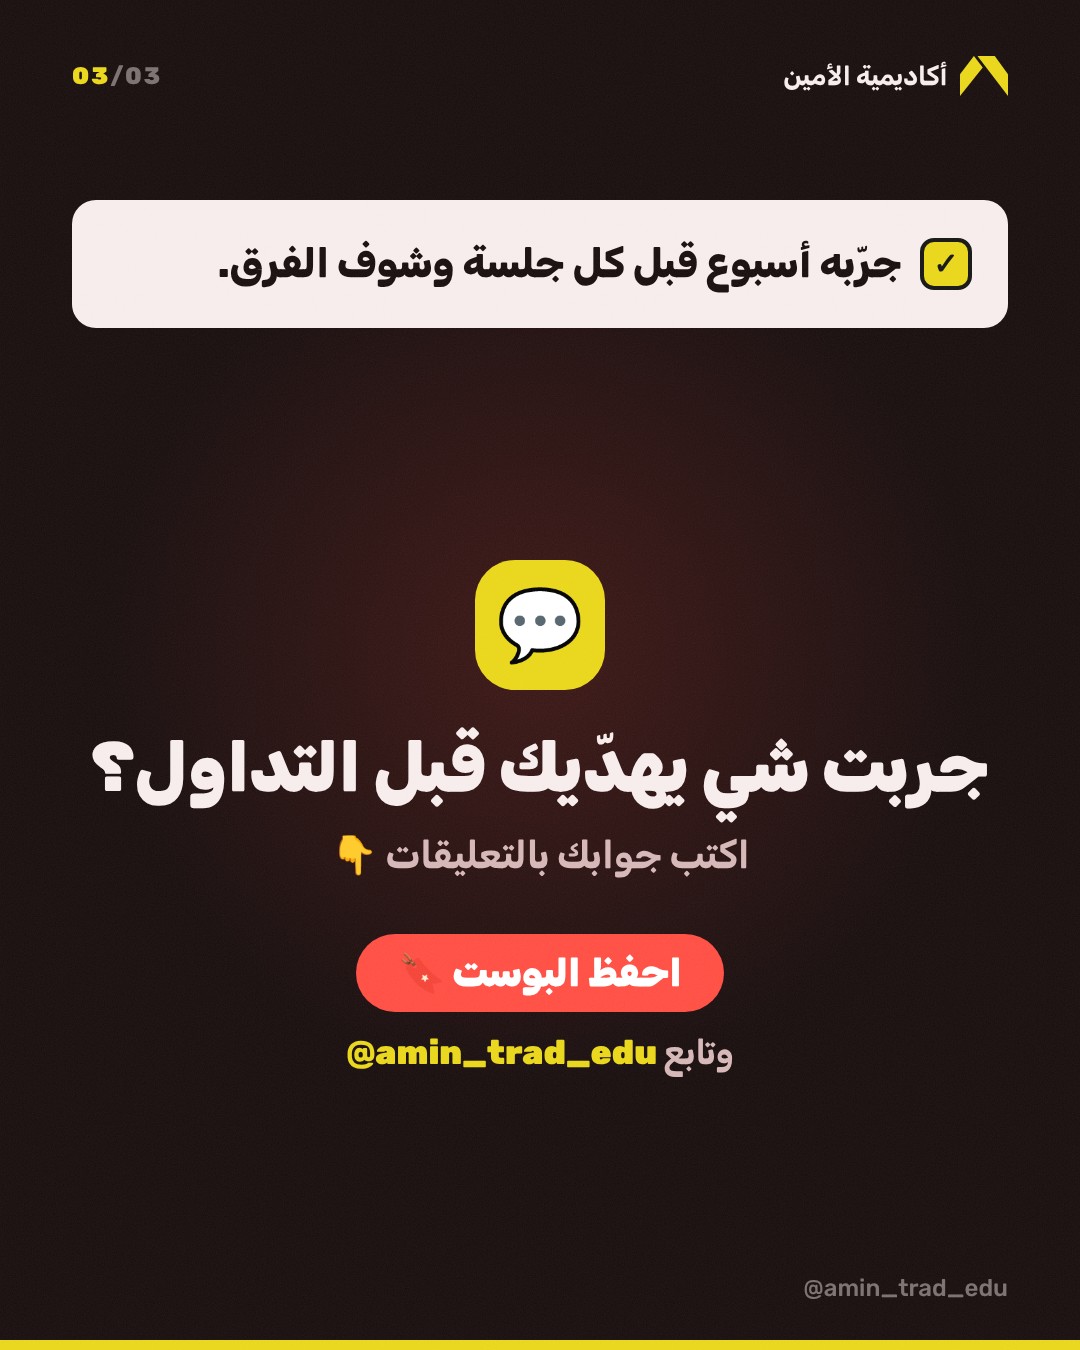 أكاديمية الأمين
03/03
✓ جرّبه أسبوع قبل كل جلسة وشوف الفرق.
جربت شي يهدّيك قبل التداول؟
اكتب جوابك بالتعليقات 👇
احفظ البوست 🔖
وتابع @amin_trad_edu
@amin_trad_edu